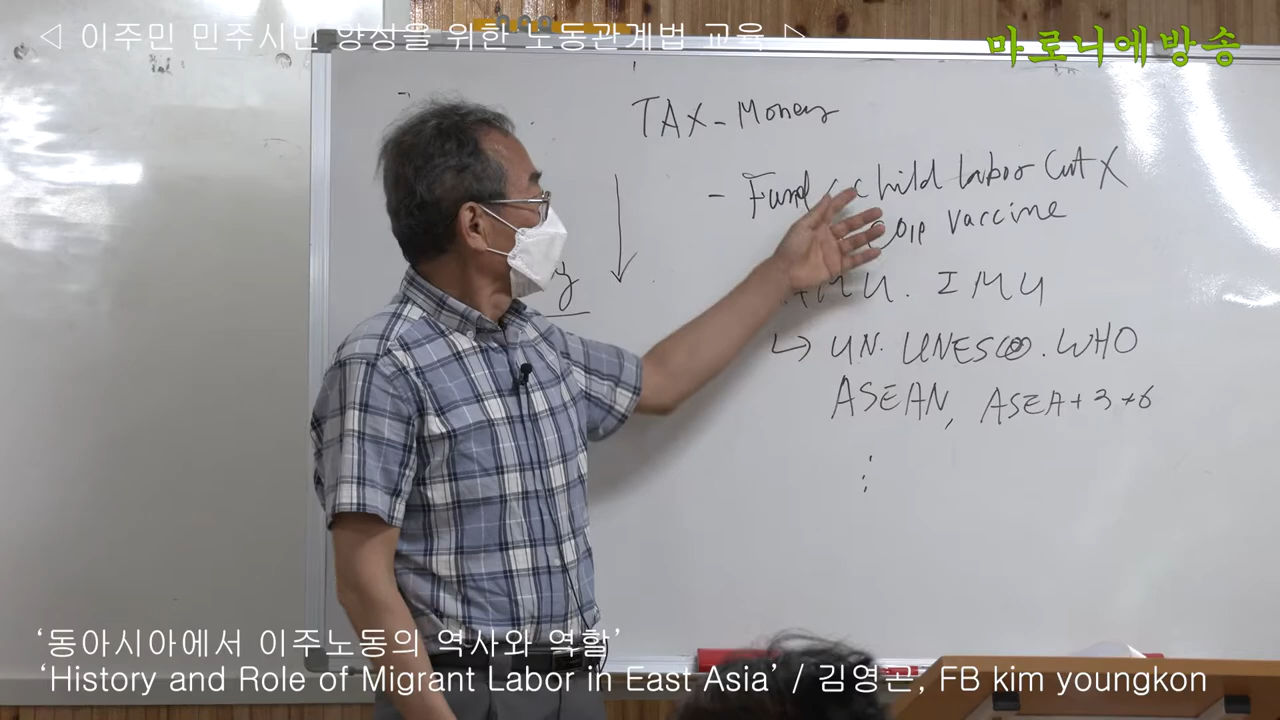 ◁ 이주민 민주시민 양성을 위한 노동관계법 교육 ▷
마로니에방송
TAX - Money
- Fund < child labor cut X
vaccine
MU. IMU
y
↳ UN. UNESCO. WHO
ASEAN, ASEA+3+6
⋮
‘동아시아에서 이주노동의 역사와 역할’
‘History and Role of Migrant Labor in East Asia’ / 김영곤, FB kim youngkon